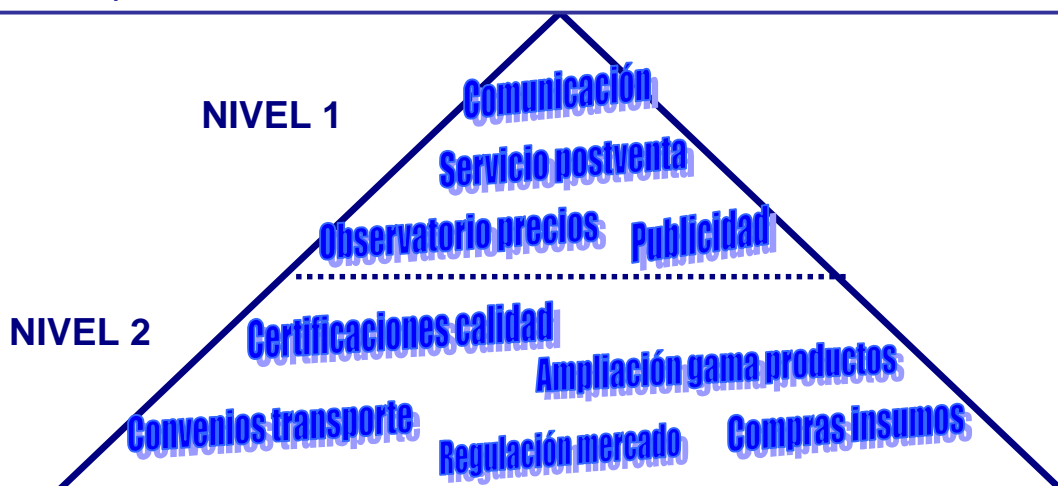 NIVEL 1
Comunicación
Servicio postventa
Observatorio precios
Publicidad
NIVEL 2
Certificaciones calidad
Ampliación gama productos
Convenios transporte
Regulación mercado
Compras insumos